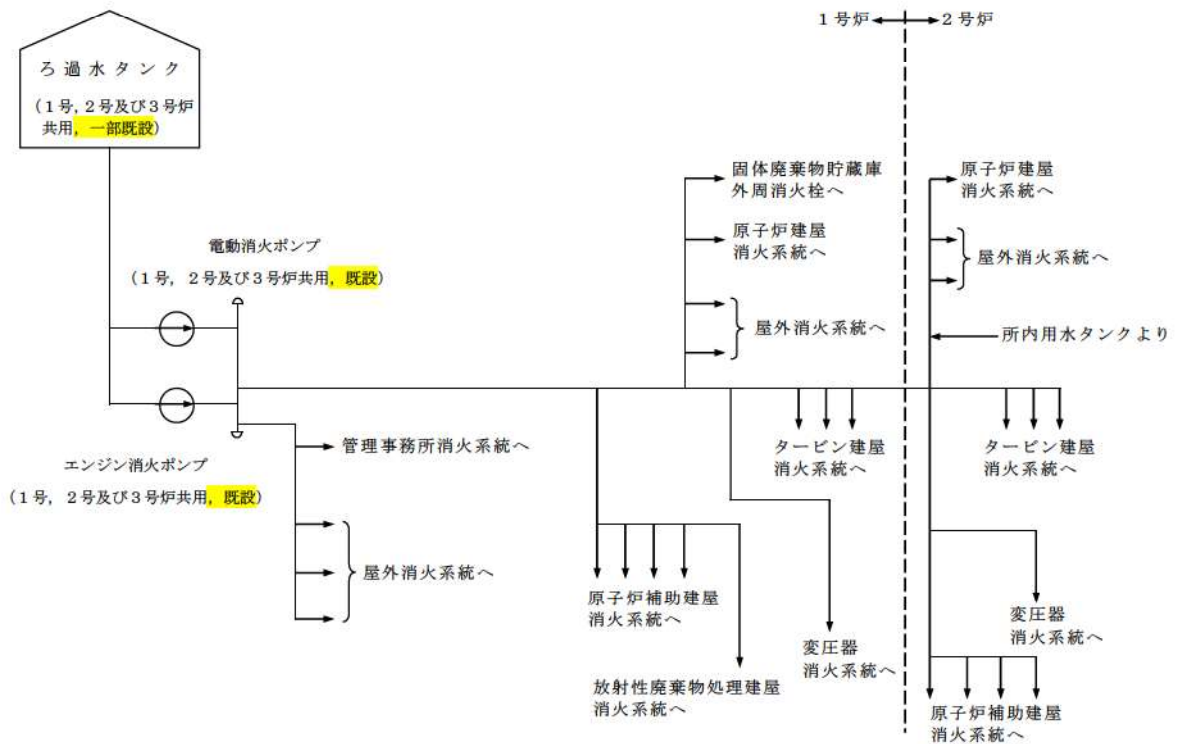 1号炉
2号炉
ろ過水タンク
(1号,2号及び3号炉
共用,一部既設)
電動消火ポンプ
(1号,2号及び3号炉共用,既設)
エンジン消火ポンプ
(1号,2号及び3号炉共用,既設)
管理事務所消火系統へ
屋外消火系統へ
固体廃棄物貯蔵庫
外周消火栓へ
原子炉建屋
消火系統へ
屋外消火系統へ
原子炉補助建屋
消火系統へ
放射性廃棄物処理建屋
消火系統へ
変圧器
消火系統へ
タービン建屋
消火系統へ
原子炉建屋
消火系統へ
屋外消火系統へ
所内用水タンクより
タービン建屋
消火系統へ
変圧器
消火系統へ
原子炉補助建屋
消火系統へ